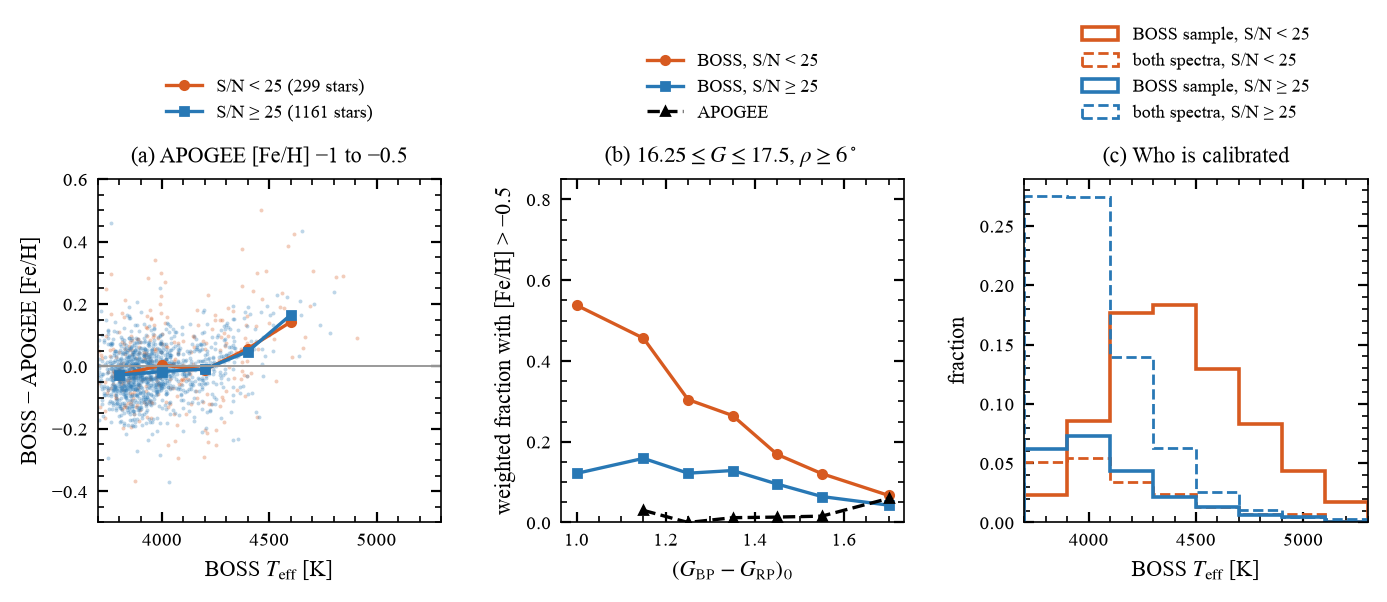 S/N < 25 (299 stars)
S/N ≥ 25 (1161 stars)
(a) APOGEE [Fe/H] −1 to −0.5
BOSS − APOGEE [Fe/H]
0.6
0.4
0.2
0.0
−0.2
−0.4
4000
4500
5000
BOSS Teff [K]
BOSS, S/N < 25
BOSS, S/N ≥ 25
APOGEE
(b) 16.25 ≤ G ≤ 17.5, ρ ≥ 6°
weighted fraction with [Fe/H] > −0.5
0.8
0.6
0.4
0.2
0.0
1.0
1.2
1.4
1.6
(GBP − GRP)0
BOSS sample, S/N < 25
both spectra, S/N < 25
BOSS sample, S/N ≥ 25
both spectra, S/N ≥ 25
(c) Who is calibrated
fraction
0.25
0.20
0.15
0.10
0.05
0.00
4000
4500
5000
BOSS Teff [K]